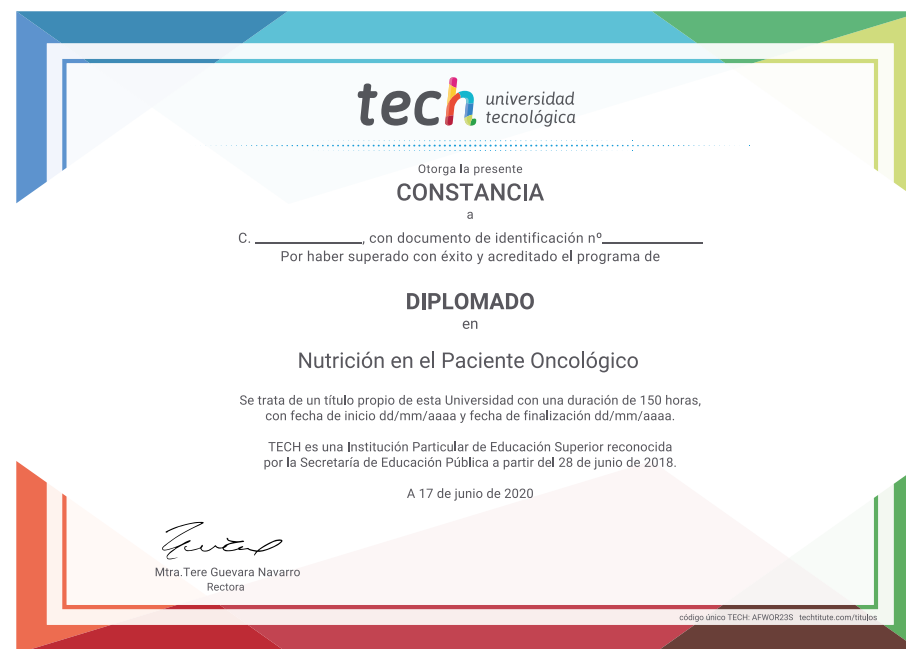 tech universidad
tecnológica
Otorga la presente
CONSTANCIA
a
C. ____________, con documento de identificación nº____________
Por haber superado con éxito y acreditado el programa de
DIPLOMADO
en
Nutrición en el Paciente Oncológico
Se trata de un título propio de esta Universidad con una duración de 150 horas,
con fecha de inicio dd/mm/aaaa y fecha de finalización dd/mm/aaaa.
TECH es una Institución Particular de Educación Superior reconocida
por la Secretaría de Educación Pública a partir del 28 de junio de 2018.
A 17 de junio de 2020
Mtra.Tere Guevara Navarro
Rectora
código único TECH: AFWOR23S techtitute.com/titulos